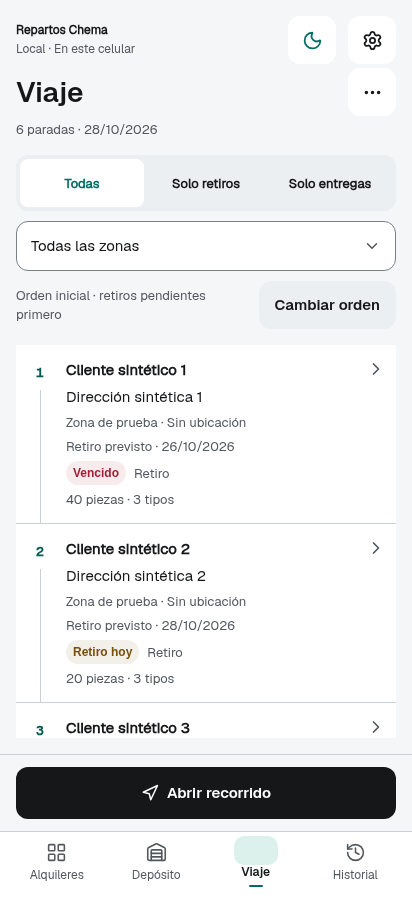 Repartos Chema
Local · En este celular
Viaje
6 paradas · 28/10/2026
Todas
Solo retiros
Solo entregas
Todas las zonas
Orden inicial · retiros pendientes
primero
Cambiar orden
1
Cliente sintético 1
Dirección sintética 1
Zona de prueba · Sin ubicación
Retiro previsto · 26/10/2026
Vencido Retiro
40 piezas · 3 tipos
2
Cliente sintético 2
Dirección sintética 2
Zona de prueba · Sin ubicación
Retiro previsto · 28/10/2026
Retiro hoy Retiro
20 piezas · 3 tipos
3
Cliente sintético 3
Abrir recorrido
Alquileres
Depósito
Viaje
Historial